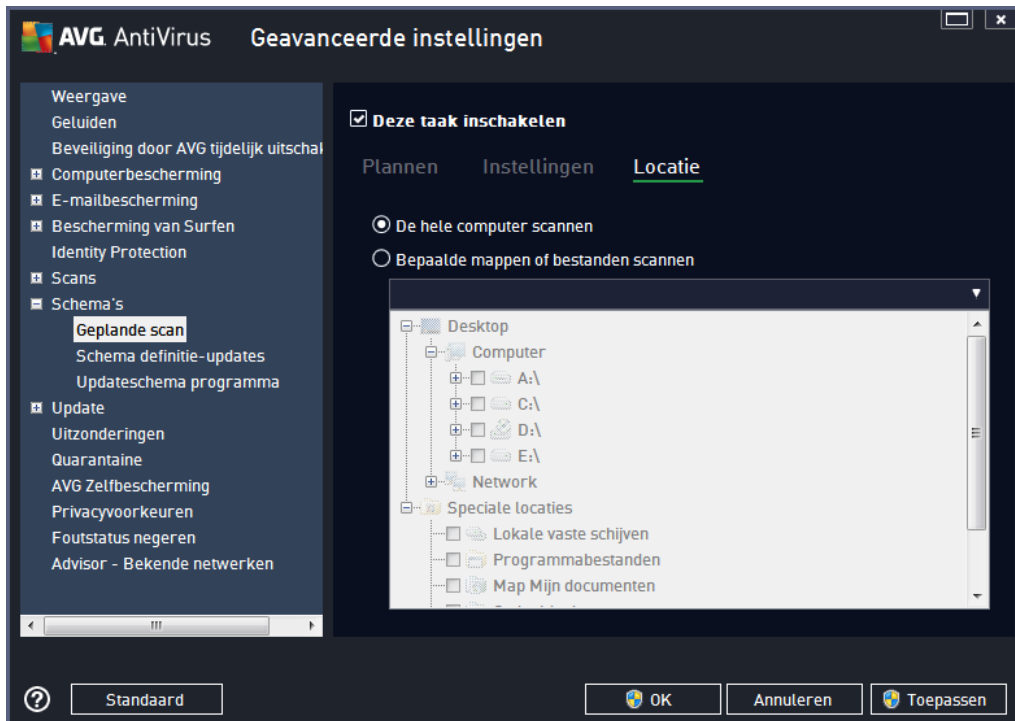 AVG AntiVirus Geavanceerde instellingen
Weergave
Geluiden
Beveiliging door AVG tijdelijk uitschak
Computerbescherming
E-mailbescherming
Bescherming van Surfen
Identity Protection
Scans
Schema's
Geplande scan
Schema definitie-updates
Updateschema programma
Update
Uitzonderingen
Quarantaine
AVG Zelfbescherming
Privacyvoorkeuren
Foutstatus negeren
Advisor - Bekende netwerken
Deze taak inschakelen
Plannen Instellingen Locatie
De hele computer scannen
Bepaalde mappen of bestanden scannen
Desktop
Computer
A:\
C:\
D:\
E:\
Network
Speciale locaties
Lokale vaste schijven
Programmabestanden
Map Mijn documenten
? Standaard OK Annuleren Toepassen